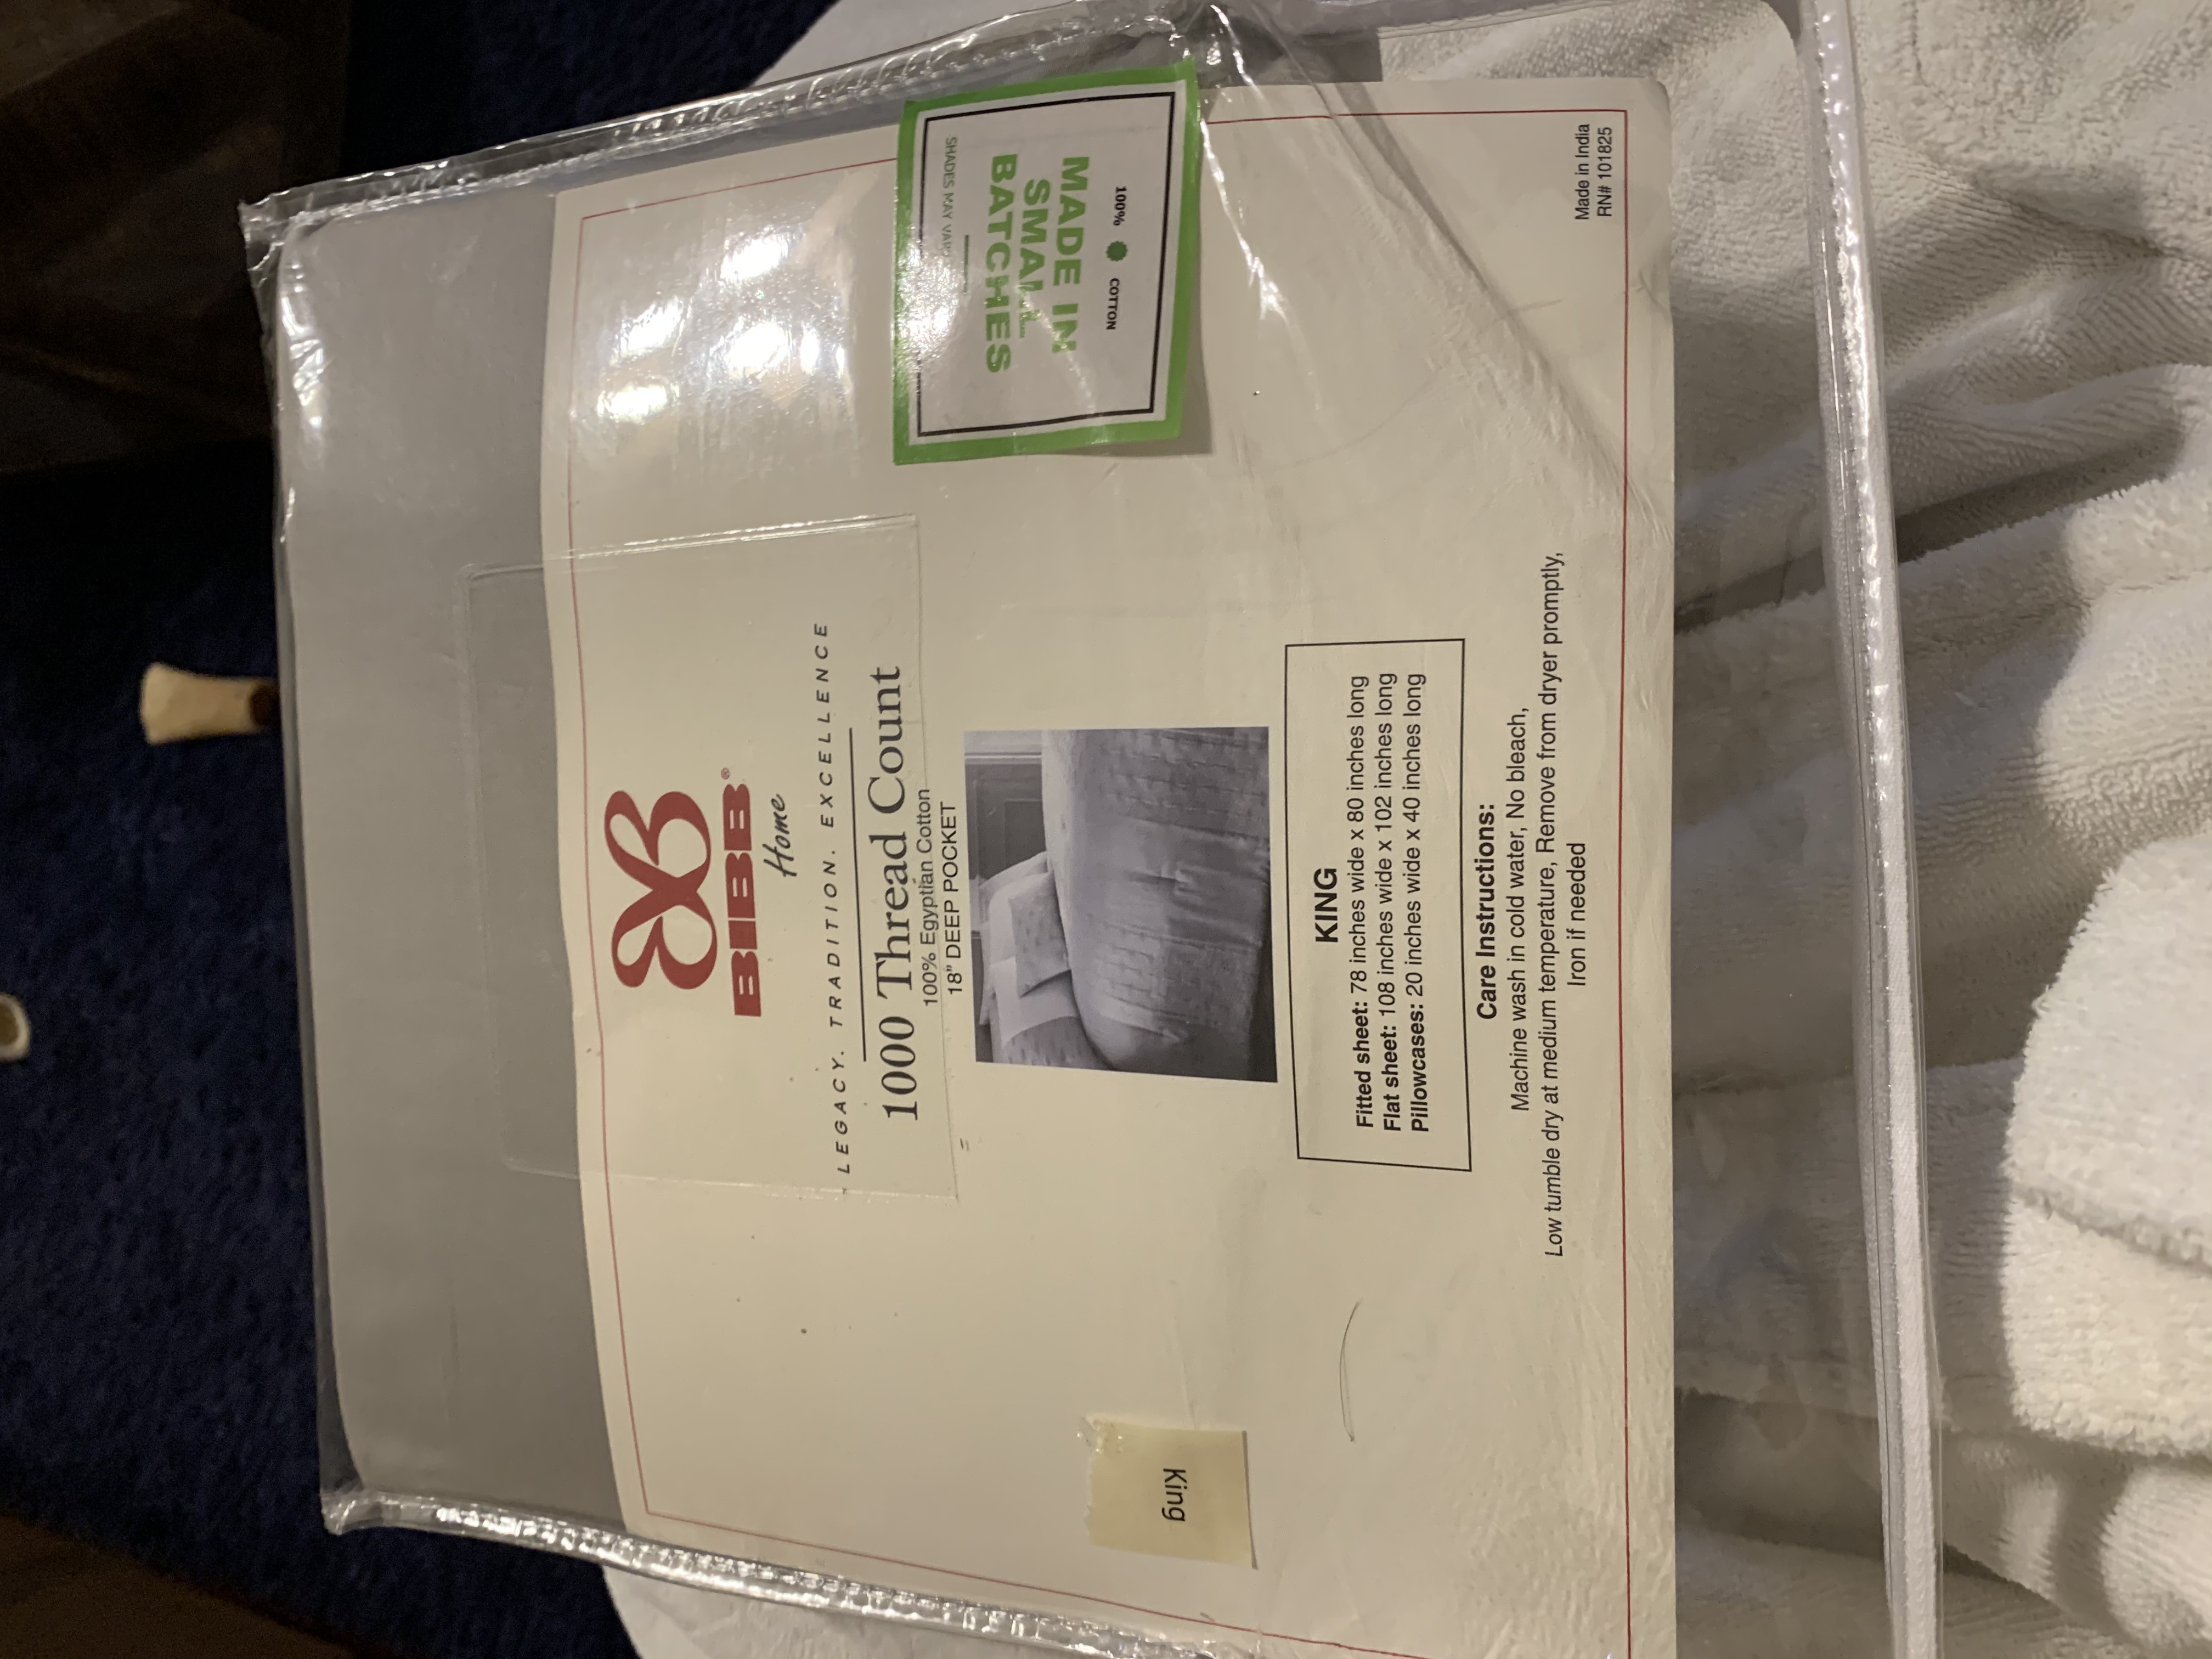 BIBB®
Home
LEGACY. TRADITION. EXCELLENCE
1000 Thread Count
100% Egyptian Cotton
18" DEEP POCKET
KING
Fitted sheet: 78 inches wide x 80 inches long
Flat sheet: 108 inches wide x 102 inches long
Pillowcases: 20 inches wide x 40 inches long
Care Instructions:
Machine wash in cold water, No bleach,
Low tumble dry at medium temperature, Remove from dryer promptly,
Iron if needed
Made in India
RN# 101825
100% COTTON
MADE IN
SMALL
BATCHES
SHADES MAY VARY
King